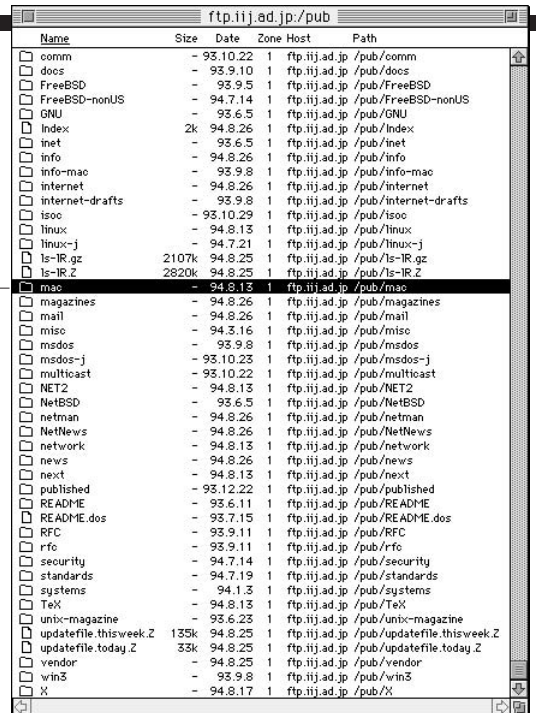 ftp.iij.ad.jp:/pub
Name Size Date Zone Host Path
comm - 93.10.22 1 ftp.iij.ad.jp /pub/comm
docs - 93.9.10 1 ftp.iij.ad.jp /pub/docs
FreeBSD - 93.9.5 1 ftp.iij.ad.jp /pub/FreeBSD
FreeBSD-nonUS - 94.7.14 1 ftp.iij.ad.jp /pub/FreeBSD-nonUS
GNU - 93.6.5 1 ftp.iij.ad.jp /pub/GNU
Index 2k 94.8.26 1 ftp.iij.ad.jp /pub/Index
inet - 93.6.5 1 ftp.iij.ad.jp /pub/inet
info - 94.8.26 1 ftp.iij.ad.jp /pub/info
info-mac - 93.9.8 1 ftp.iij.ad.jp /pub/info-mac
internet - 94.8.26 1 ftp.iij.ad.jp /pub/internet
internet-drafts - 93.9.8 1 ftp.iij.ad.jp /pub/internet-drafts
isoc - 93.10.29 1 ftp.iij.ad.jp /pub/isoc
linux - 94.8.13 1 ftp.iij.ad.jp /pub/linux
linux-j - 94.7.21 1 ftp.iij.ad.jp /pub/linux-j
ls-lR.gz 2107k 94.8.25 1 ftp.iij.ad.jp /pub/ls-lR.gz
ls-lR.Z 2820k 94.8.25 1 ftp.iij.ad.jp /pub/ls-lR.Z
mac - 94.8.13 1 ftp.iij.ad.jp /pub/mac
magazines - 94.8.26 1 ftp.iij.ad.jp /pub/magazines
mail - 94.8.26 1 ftp.iij.ad.jp /pub/mail
misc - 94.3.16 1 ftp.iij.ad.jp /pub/misc
msdos - 93.9.8 1 ftp.iij.ad.jp /pub/msdos
msdos-j - 93.10.23 1 ftp.iij.ad.jp /pub/msdos-j
multicast - 93.10.22 1 ftp.iij.ad.jp /pub/multicast
NET2 - 94.8.13 1 ftp.iij.ad.jp /pub/NET2
NetBSD - 93.6.5 1 ftp.iij.ad.jp /pub/NetBSD
netman - 94.8.26 1 ftp.iij.ad.jp /pub/netman
NetNews - 94.8.26 1 ftp.iij.ad.jp /pub/NetNews
network - 94.8.13 1 ftp.iij.ad.jp /pub/network
news - 94.8.26 1 ftp.iij.ad.jp /pub/news
next - 94.8.13 1 ftp.iij.ad.jp /pub/next
published - 93.12.22 1 ftp.iij.ad.jp /pub/published
README - 93.6.11 1 ftp.iij.ad.jp /pub/README
README.dos - 93.7.15 1 ftp.iij.ad.jp /pub/README.dos
RFC - 93.9.11 1 ftp.iij.ad.jp /pub/RFC
rfc - 93.9.11 1 ftp.iij.ad.jp /pub/rfc
security - 94.7.14 1 ftp.iij.ad.jp /pub/security
standards - 94.7.19 1 ftp.iij.ad.jp /pub/standards
systems - 94.1.3 1 ftp.iij.ad.jp /pub/systems
TeX - 94.8.13 1 ftp.iij.ad.jp /pub/TeX
unix-magazine - 93.6.23 1 ftp.iij.ad.jp /pub/unix-magazine
updatefile.thisweek.Z 135k 94.8.25 1 ftp.iij.ad.jp /pub/updatefile.thisweek.Z
updatefile.today.Z 33k 94.8.25 1 ftp.iij.ad.jp /pub/updatefile.today.Z
vendor - 94.8.25 1 ftp.iij.ad.jp /pub/vendor
win3 - 93.9.8 1 ftp.iij.ad.jp /pub/win3
X - 94.8.17 1 ftp.iij.ad.jp /pub/X